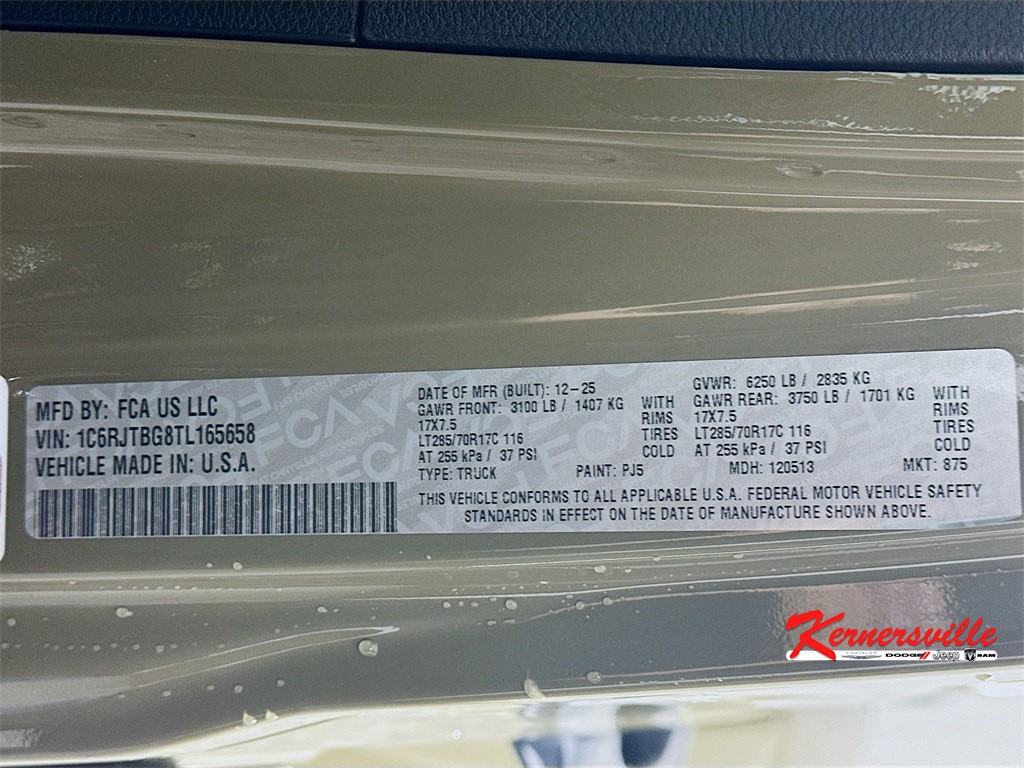 MFD BY: FCA US LLC
VIN: 1C6RJTBG8TL165658
VEHICLE MADE IN: U.S.A.
DATE OF MFR (BUILT): 12-25
GAWR FRONT: 3100 LB / 1407 KG WITH
17X7.5 RIMS
LT285/70R17C 116 TIRES
AT 255 kPa / 37 PSI COLD
TYPE: TRUCK
GVWR: 6250 LB / 2835 KG
GAWR REAR: 3750 LB / 1701 KG WITH
17X7.5 RIMS
LT285/70R17C 116 TIRES
AT 255 kPa / 37 PSI COLD
PAINT: PJ5 MDH: 120513 MKT: 875
THIS VEHICLE CONFORMS TO ALL APPLICABLE U.S.A. FEDERAL MOTOR VEHICLE SAFETY
STANDARDS IN EFFECT ON THE DATE OF MANUFACTURE SHOWN ABOVE.
Kernersville
CHRYSLER DODGE Jeep RAM